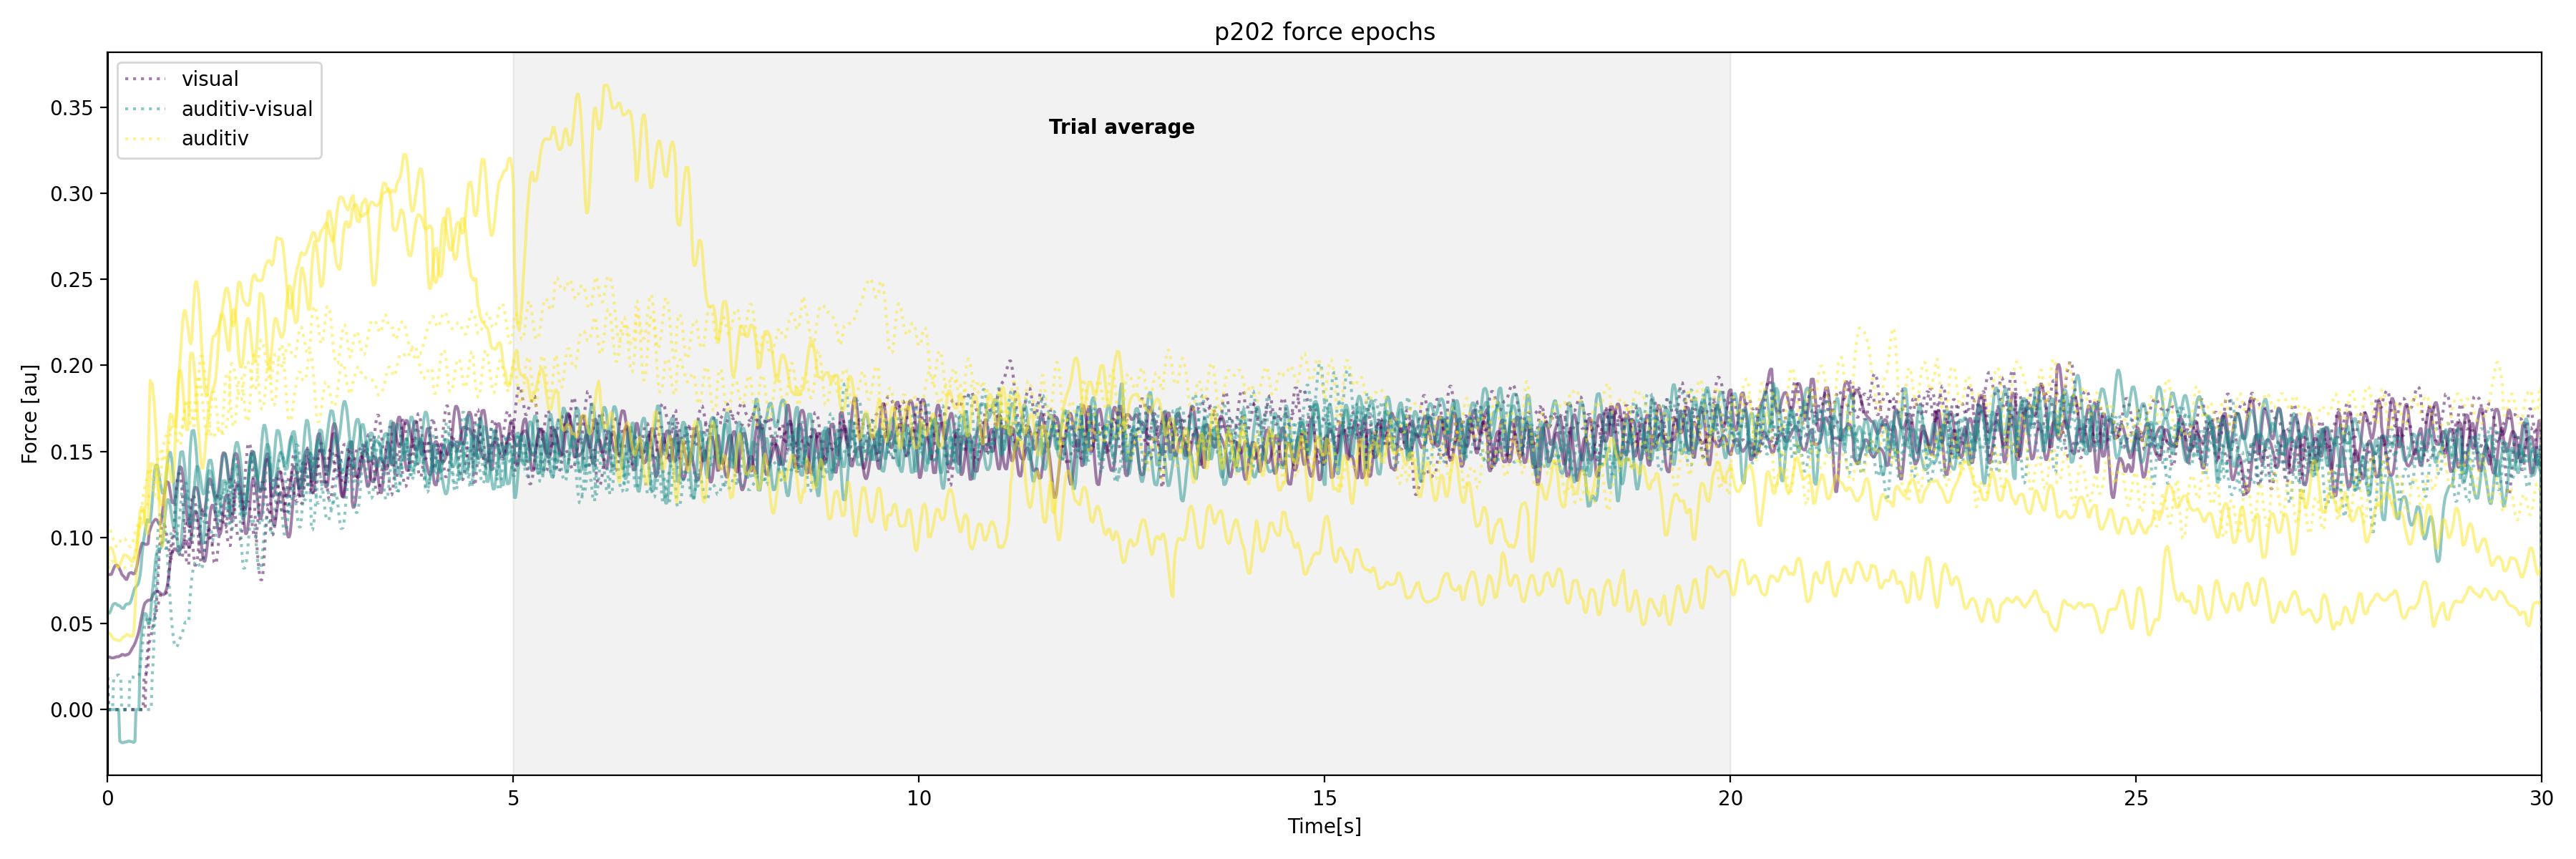 p202 force epochs
visual
auditiv-visual
auditiv
Trial average
0.35
0.30
0.25
0.20
0.15
0.10
0.05
0.00
Force [au]
0 5 10 15 20 25 30
Time[s]